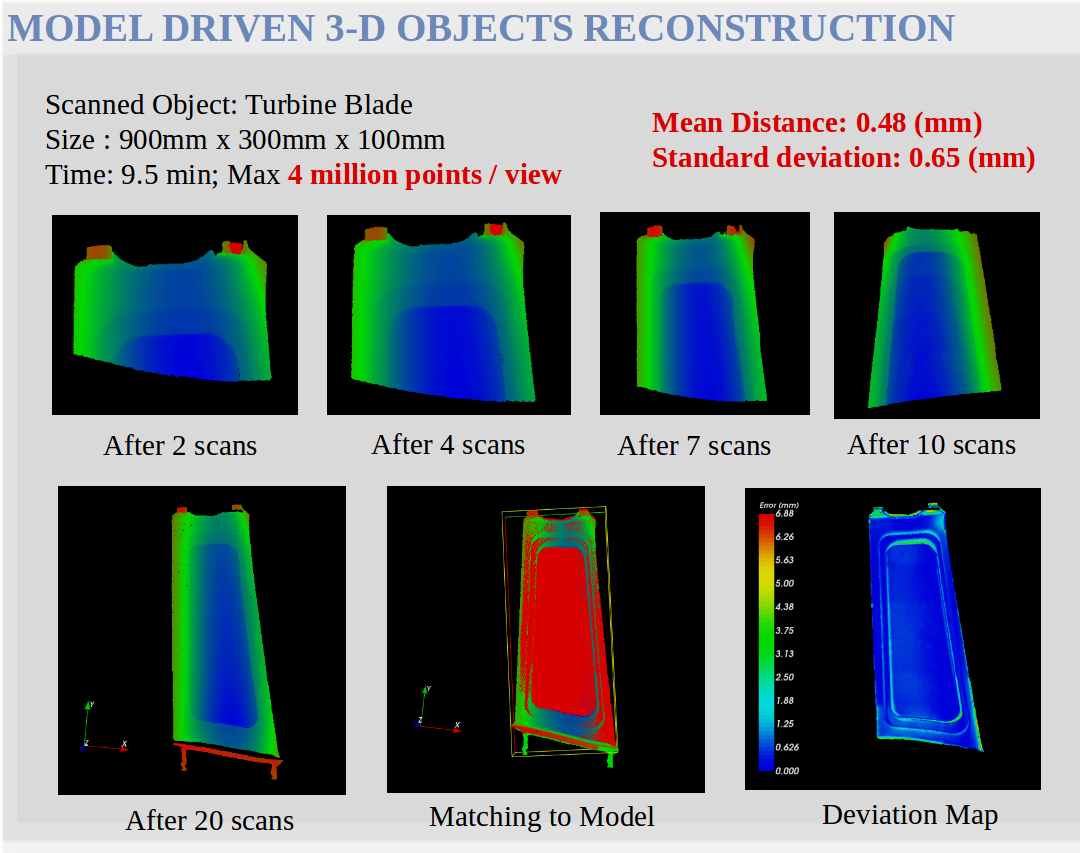 MODEL DRIVEN 3-D OBJECTS RECONSTRUCTION
Scanned Object: Turbine Blade
Size : 900mm x 300mm x 100mm
Time: 9.5 min; Max 4 million points / view
Mean Distance: 0.48 (mm)
Standard deviation: 0.65 (mm)
After 2 scans
After 4 scans
After 7 scans
After 10 scans
Y
Z
X
After 20 scans
Y
Z
X
Matching to Model
Error (mm)
6.88
6.26
5.63
5.00
4.38
3.75
3.13
2.50
1.88
1.25
0.626
0.000
Deviation Map